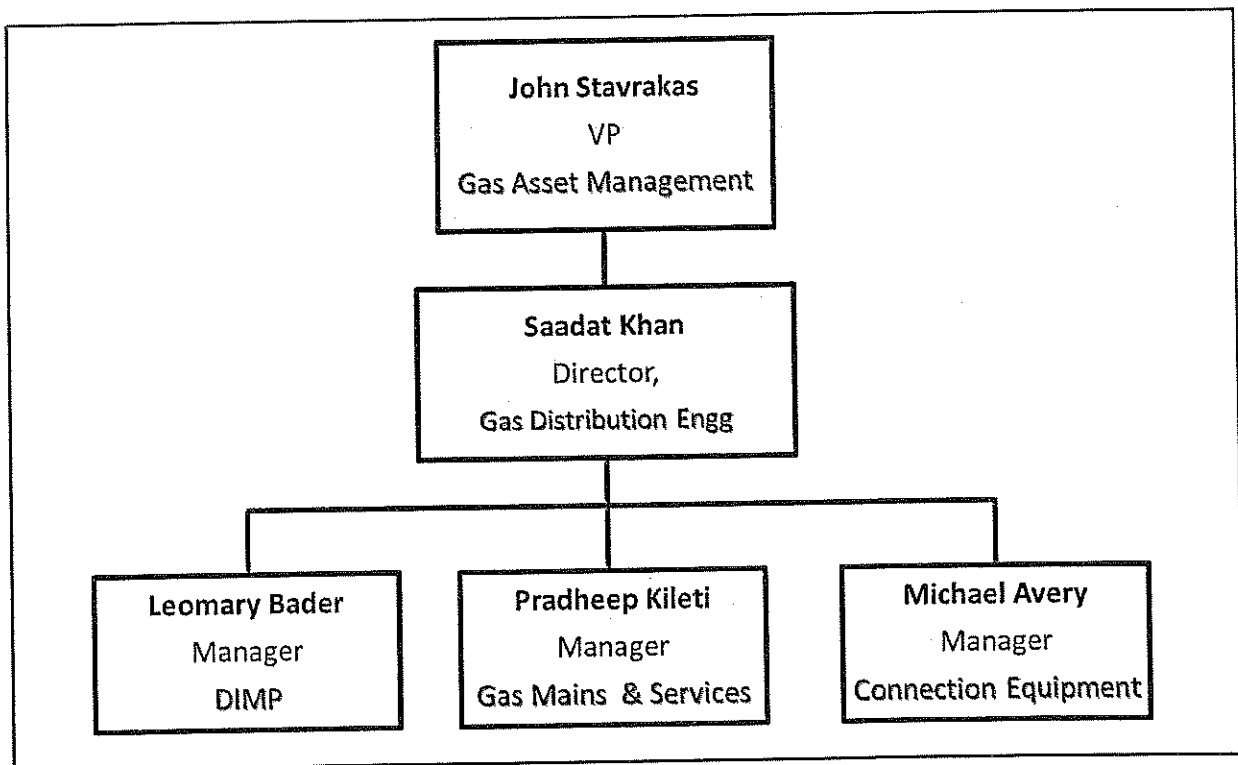 John Stavrakas
VP
Gas Asset Management
Saadat Khan
Director,
Gas Distribution Engg
Leomary Bader
Manager
DIMP
Pradheep Kileti
Manager
Gas Mains & Services
Michael Avery
Manager
Connection Equipment